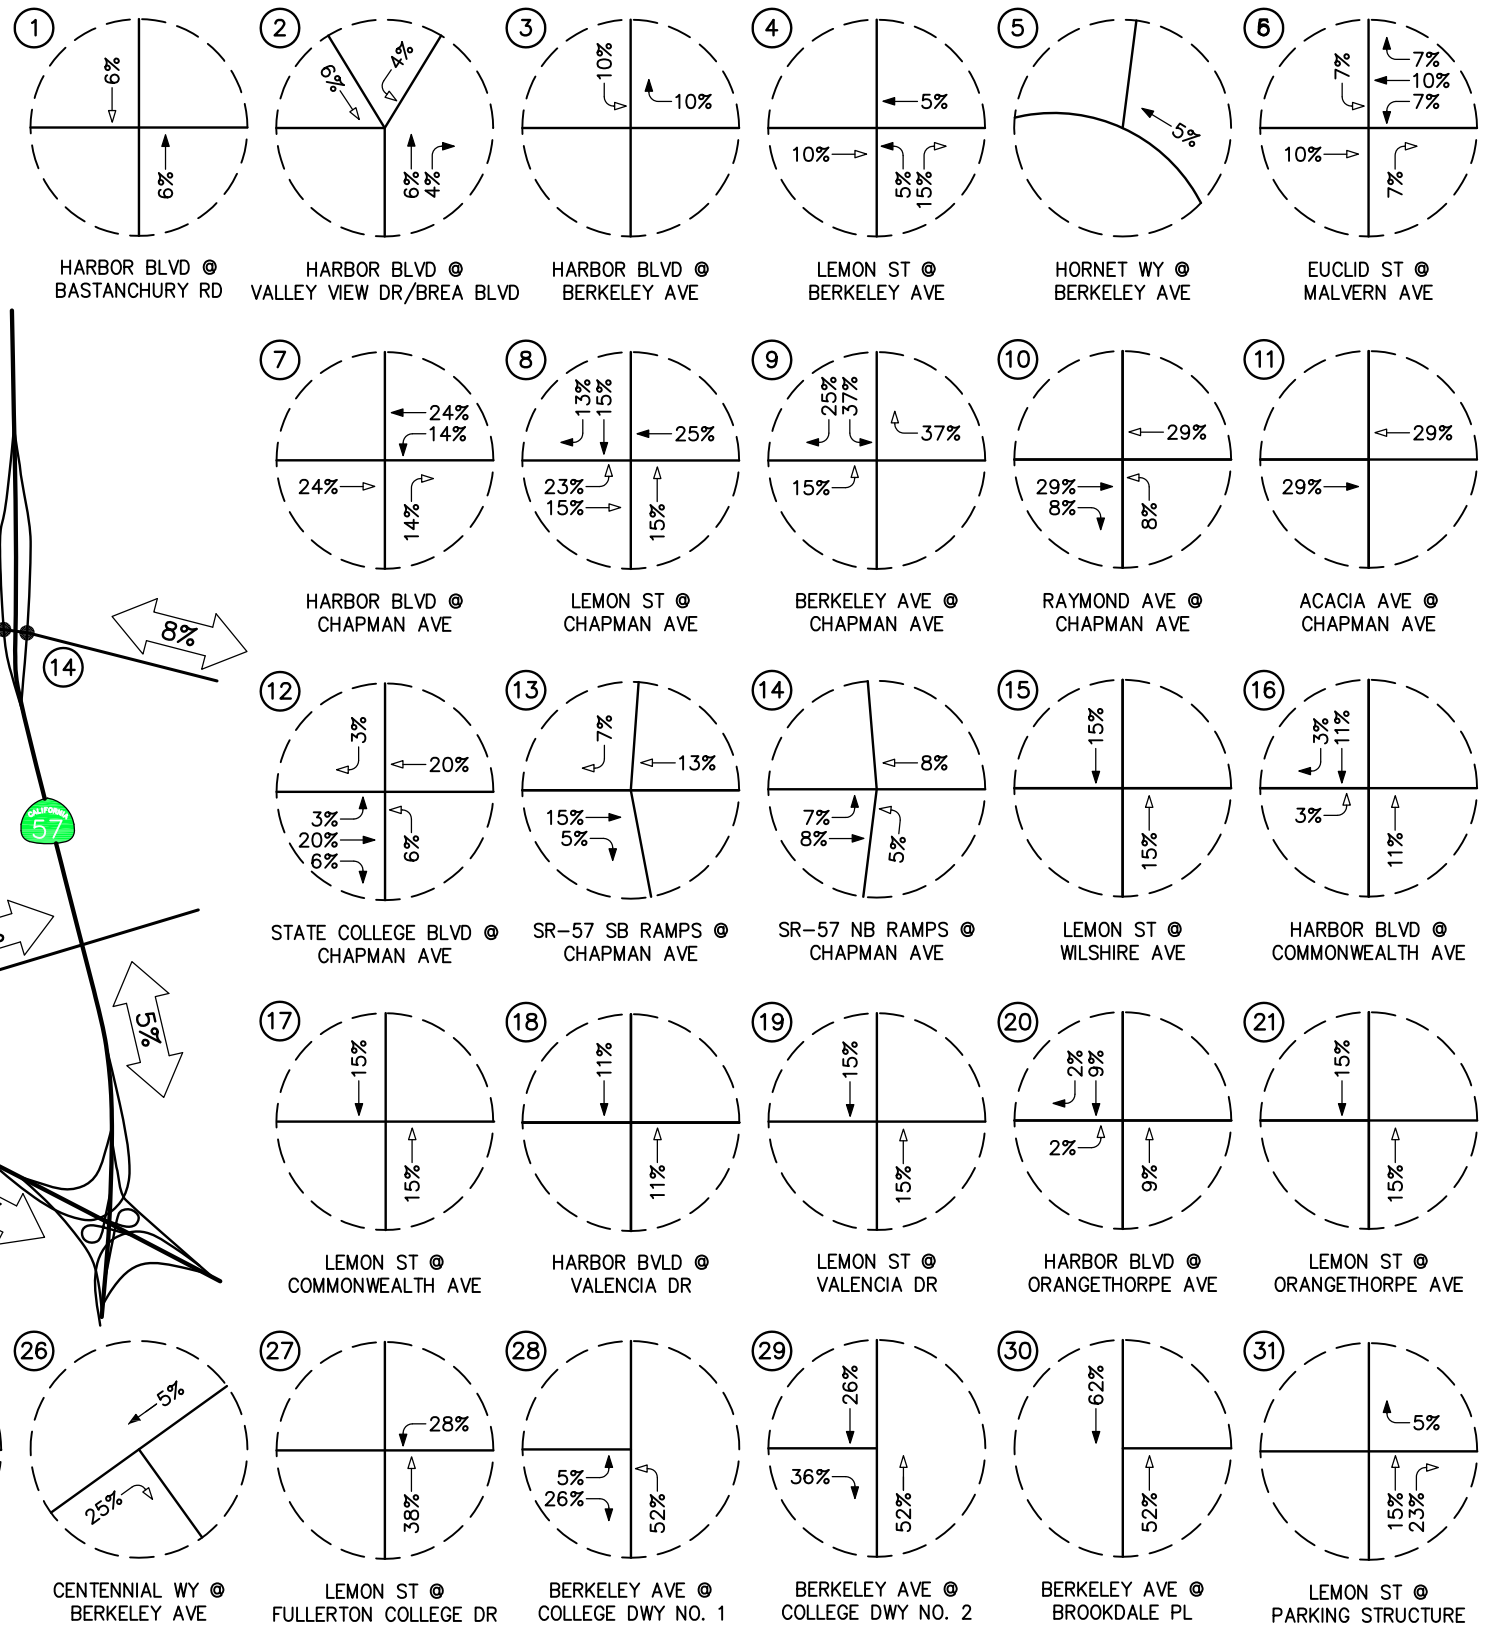 1
6%
6%
HARBOR BLVD @
BASTANCHURY RD
2
6%
4%
6%
4%
HARBOR BLVD @
VALLEY VIEW DR/BREA BLVD
3
10%
10%
HARBOR BLVD @
BERKELEY AVE
4
5%
10%
5%
15%
LEMON ST @
BERKELEY AVE
5
5%
HORNET WY @
BERKELEY AVE
7%
7%
10%
7%
10%
7%
EUCLID ST @
MALVERN AVE
7
24%
14%
24%
14%
HARBOR BLVD @
CHAPMAN AVE
8
13%
15%
25%
23%
15%
15%
LEMON ST @
CHAPMAN AVE
9
25%
37%
37%
15%
BERKELEY AVE @
CHAPMAN AVE
10
29%
29%
8%
8%
RAYMOND AVE @
CHAPMAN AVE
11
29%
29%
ACACIA AVE @
CHAPMAN AVE
8%
14
12
3%
20%
3%
20%
6%
6%
STATE COLLEGE BLVD @
CHAPMAN AVE
13
7%
13%
15%
5%
SR-57 SB RAMPS @
CHAPMAN AVE
14
8%
7%
8%
5%
SR-57 NB RAMPS @
CHAPMAN AVE
15
15%
15%
LEMON ST @
WILSHIRE AVE
16
3%
11%
3%
11%
HARBOR BLVD @
COMMONWEALTH AVE
CALIFORNIA
57
5%
17
15%
15%
LEMON ST @
COMMONWEALTH AVE
18
11%
11%
HARBOR BVLD @
VALENCIA DR
19
15%
15%
LEMON ST @
VALENCIA DR
20
2%
9%
2%
9%
HARBOR BLVD @
ORANGETHORPE AVE
21
15%
15%
LEMON ST @
ORANGETHORPE AVE
26
5%
25%
CENTENNIAL WY @
BERKELEY AVE
27
28%
38%
LEMON ST @
FULLERTON COLLEGE DR
28
5%
26%
52%
BERKELEY AVE @
COLLEGE DWY NO. 1
29
26%
36%
52%
BERKELEY AVE @
COLLEGE DWY NO. 2
30
62%
52%
BERKELEY AVE @
BROOKDALE PL
31
5%
15%
23%
LEMON ST @
PARKING STRUCTURE